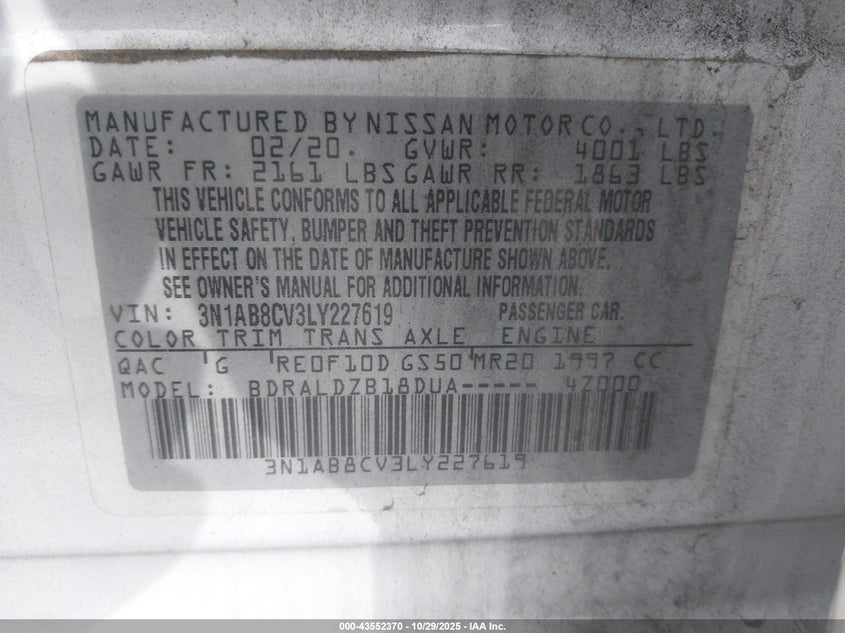 MANUFACTURED BY NISSAN MOTOR CO., LTD.
DATE: 02/20. GVWR: 4001 LBS
GAWR FR: 2161 LBS GAWR RR: 1863 LBS
THIS VEHICLE CONFORMS TO ALL APPLICABLE FEDERAL MOTOR
VEHICLE SAFETY, BUMPER AND THEFT PREVENTION STANDARDS
IN EFFECT ON THE DATE OF MANUFACTURE SHOWN ABOVE.
SEE OWNER'S MANUAL FOR ADDITIONAL INFORMATION.
VIN: 3N1AB8CV3LY227619 PASSENGER CAR.
COLOR TRIM TRANS AXLE ENGINE
QAC G RE0F10D GS50 MR20 1997 CC
MODEL: BDRALDZB18DUA----- 4Z000
3N1AB8CV3LY227619
000-43552370 - 10/29/2025 - IAA Inc.